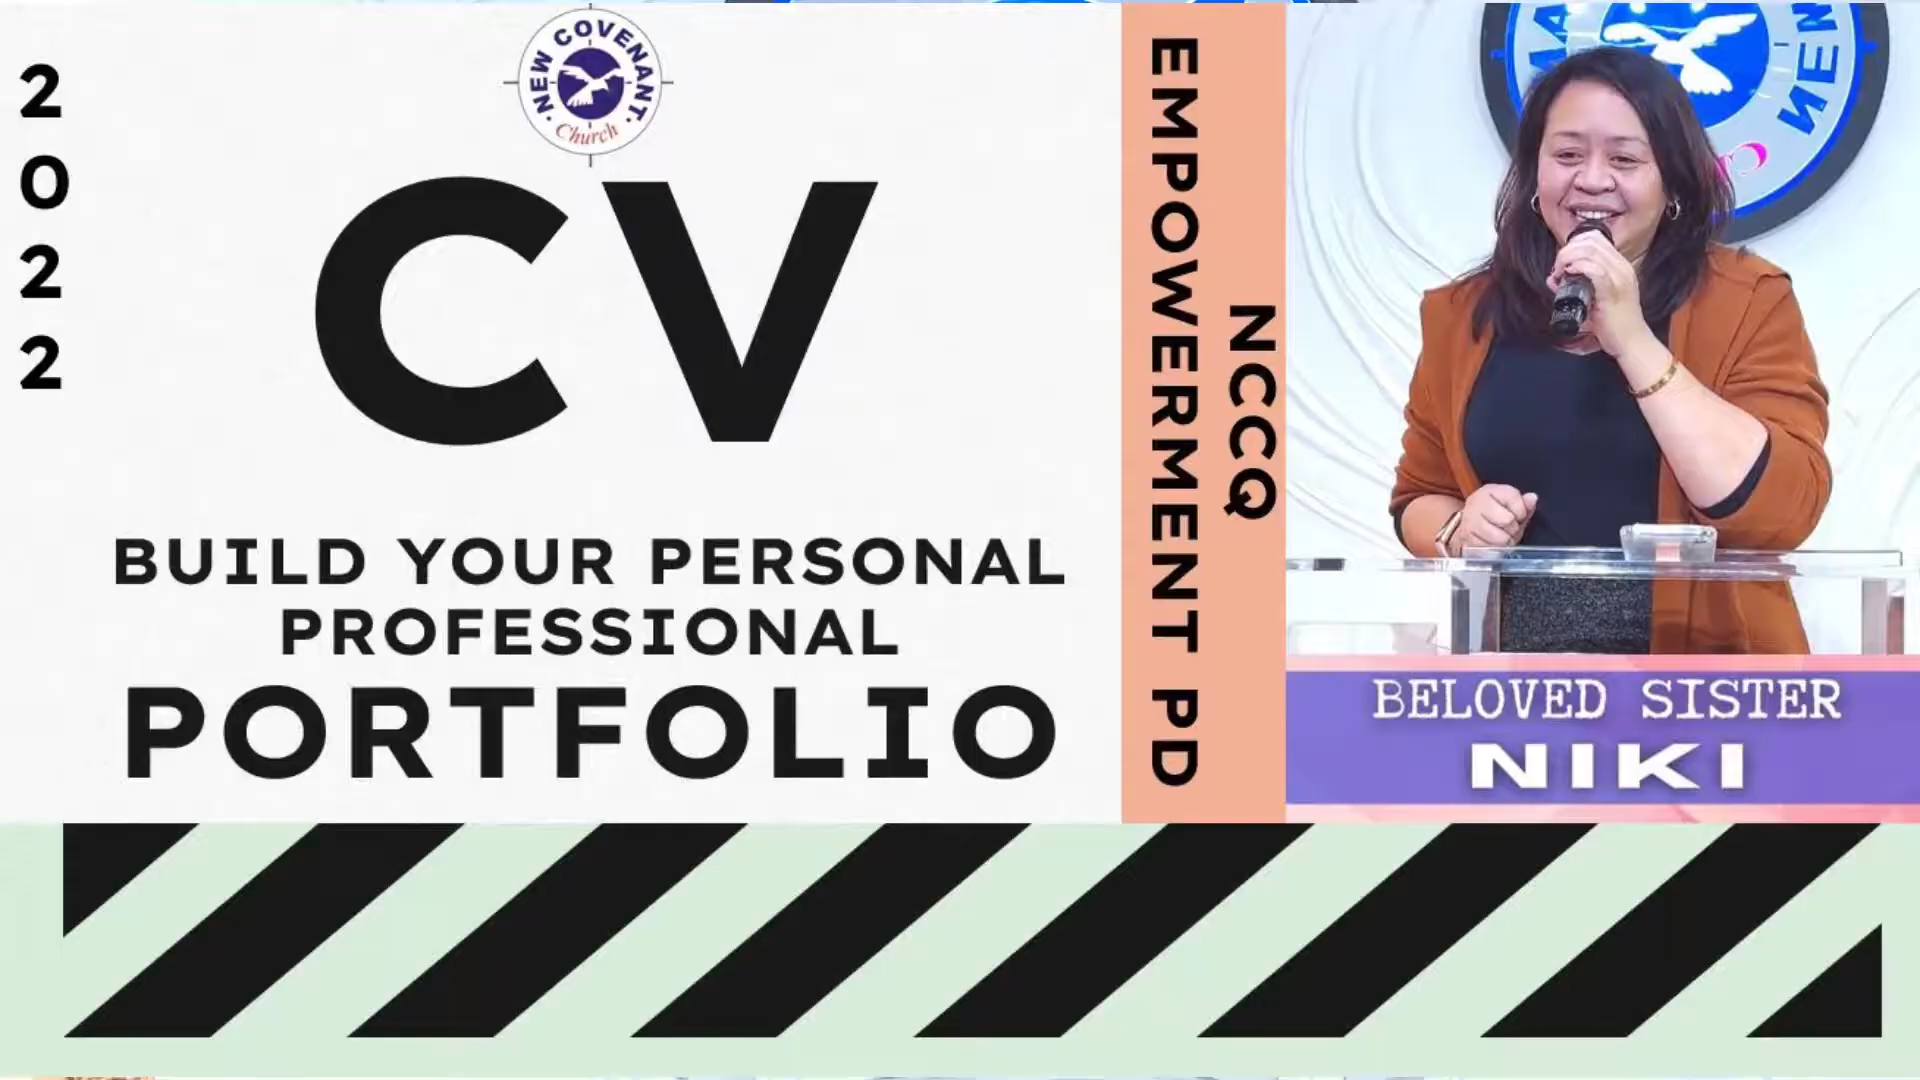 2
0
2
2
NEW COVENANT
Church
CV
BUILD YOUR PERSONAL
PROFESSIONAL
PORTFOLIO
NCCQ
EMPOWERMENT PD
BELOVED SISTER
NIKI